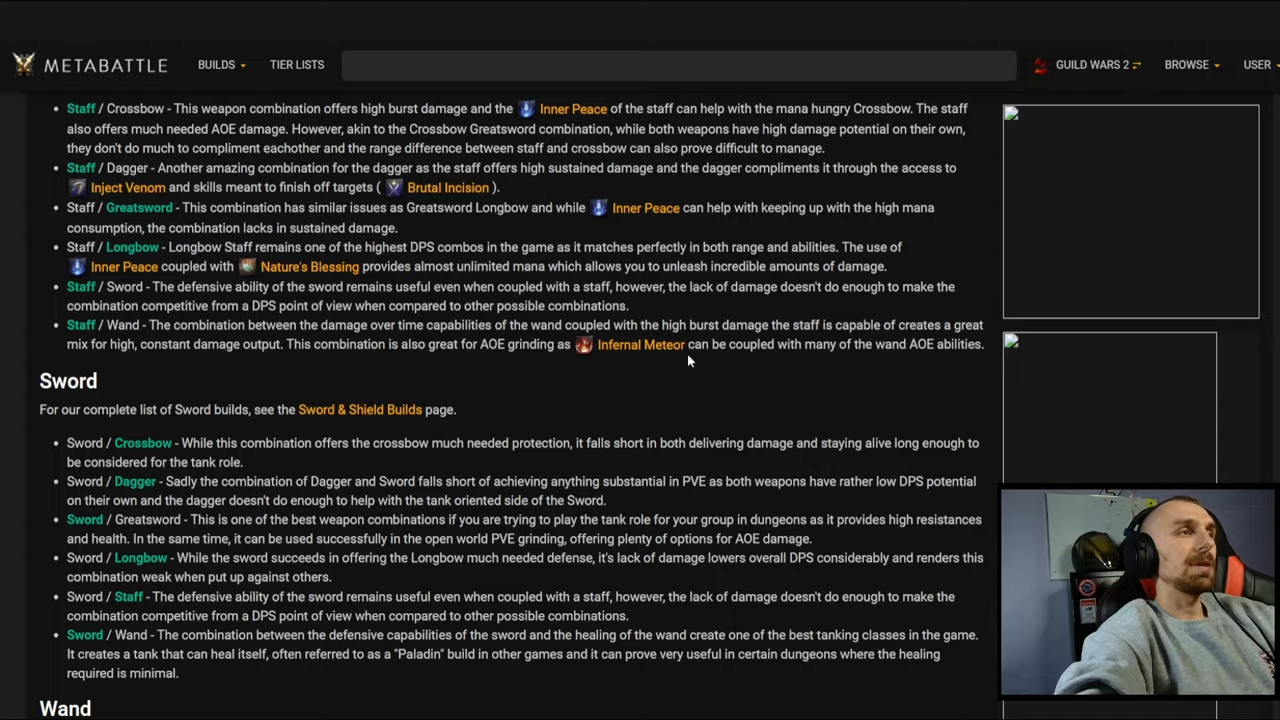 METABATTLE
BUILDS
TIER LISTS
GUILD WARS 2
BROWSE
USER
Staff / Crossbow - This weapon combination offers high burst damage and the Inner Peace of the staff can help with the mana hungry Crossbow. The staff
also offers much needed AOE damage. However, akin to the Crossbow Greatsword combination, while both weapons have high damage potential on their own,
they don't do much to compliment eachother and the range difference between staff and crossbow can also prove difficult to manage.
Staff / Dagger - Another amazing combination for the dagger as the staff offers high sustained damage and the dagger compliments it through the access to
Inject Venom and skills meant to finish off targets ( Brutal Incision ).
Staff / Greatsword - This combination has similar issues as Greatsword Longbow and while Inner Peace can help with keeping up with the high mana
consumption, the combination lacks in sustained damage.
Staff / Longbow - Longbow Staff remains one of the highest DPS combos in the game as it matches perfectly in both range and abilities. The use of
Inner Peace coupled with Nature's Blessing provides almost unlimited mana which allows you to unleash incredible amounts of damage.
Staff / Sword - The defensive ability of the sword remains useful even when coupled with a staff, however, the lack of damage doesn't do enough to make the
combination competitive from a DPS point of view when compared to other possible combinations.
Staff / Wand - The combination between the damage over time capabilities of the wand coupled with the high burst damage the staff is capable of creates a great
mix for high, constant damage output. This combination is also great for AOE grinding as Infernal Meteor can be coupled with many of the wand AOE abilities.
Sword
For our complete list of Sword builds, see the Sword & Shield Builds page.
Sword / Crossbow - While this combination offers the crossbow much needed protection, it falls short in both delivering damage and staying alive long enough to
be considered for the tank role.
Sword / Dagger - Sadly the combination of Dagger and Sword falls short of achieving anything substantial in PVE as both weapons have rather low DPS potential
on their own and the dagger doesn't do enough to help with the tank oriented side of the Sword.
Sword / Greatsword - This is one of the best weapon combinations if you are trying to play the tank role for your group in dungeons as it provides high resistances
and health. In the same time, it can be used successfully in the open world PVE grinding, offering plenty of options for AOE damage.
Sword / Longbow - While the sword succeeds in offering the Longbow much needed defense, it's lack of damage lowers overall DPS considerably and renders this
combination weak when put up against others.
Sword / Staff - The defensive ability of the sword remains useful even when coupled with a staff, however, the lack of damage doesn't do enough to make the
combination competitive from a DPS point of view when compared to other possible combinations.
Sword / Wand - The combination between the defensive capabilities of the sword and the healing of the wand create one of the best tanking classes in the game.
It creates a tank that can heal itself, often referred to as a "Paladin" build in other games and it can prove very useful in certain dungeons where the healing
required is minimal.
Wand